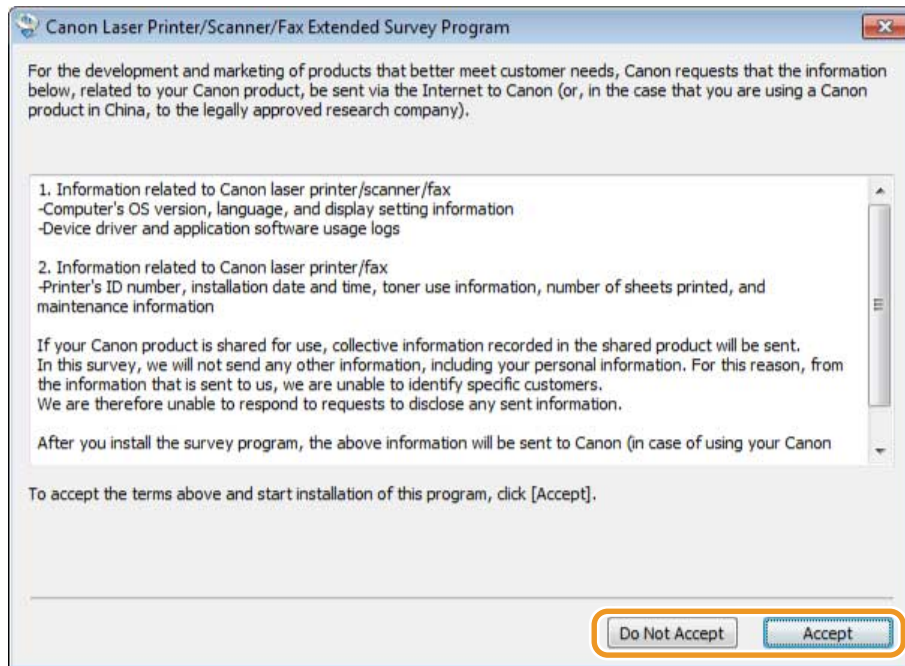 Canon Laser Printer/Scanner/Fax Extended Survey Program
For the development and marketing of products that better meet customer needs, Canon requests that the information
below, related to your Canon product, be sent via the Internet to Canon (or, in the case that you are using a Canon
product in China, to the legally approved research company).
1. Information related to Canon laser printer/scanner/fax
-Computer's OS version, language, and display setting information
-Device driver and application software usage logs
2. Information related to Canon laser printer/fax
-Printer's ID number, installation date and time, toner use information, number of sheets printed, and
maintenance information
If your Canon product is shared for use, collective information recorded in the shared product will be sent.
In this survey, we will not send any other information, including your personal information. For this reason, from
the information that is sent to us, we are unable to identify specific customers.
We are therefore unable to respond to requests to disclose any sent information.
After you install the survey program, the above information will be sent to Canon (in case of using your Canon
To accept the terms above and start installation of this program, click [Accept].
Do Not Accept Accept